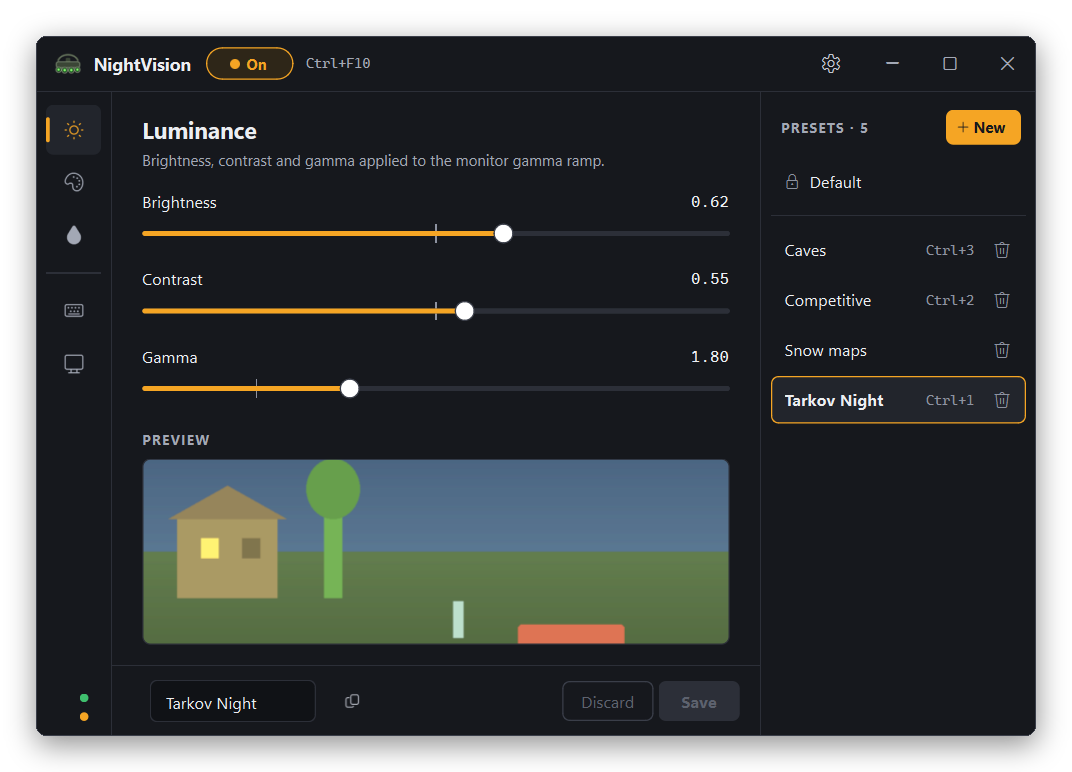 NightVision On Ctrl+F10
Luminance
Brightness, contrast and gamma applied to the monitor gamma ramp.
Brightness 0.62
Contrast 0.55
Gamma 1.80
PREVIEW
Tarkov Night Discard Save
PRESETS · 5 + New
Default
Caves Ctrl+3
Competitive Ctrl+2
Snow maps
Tarkov Night Ctrl+1